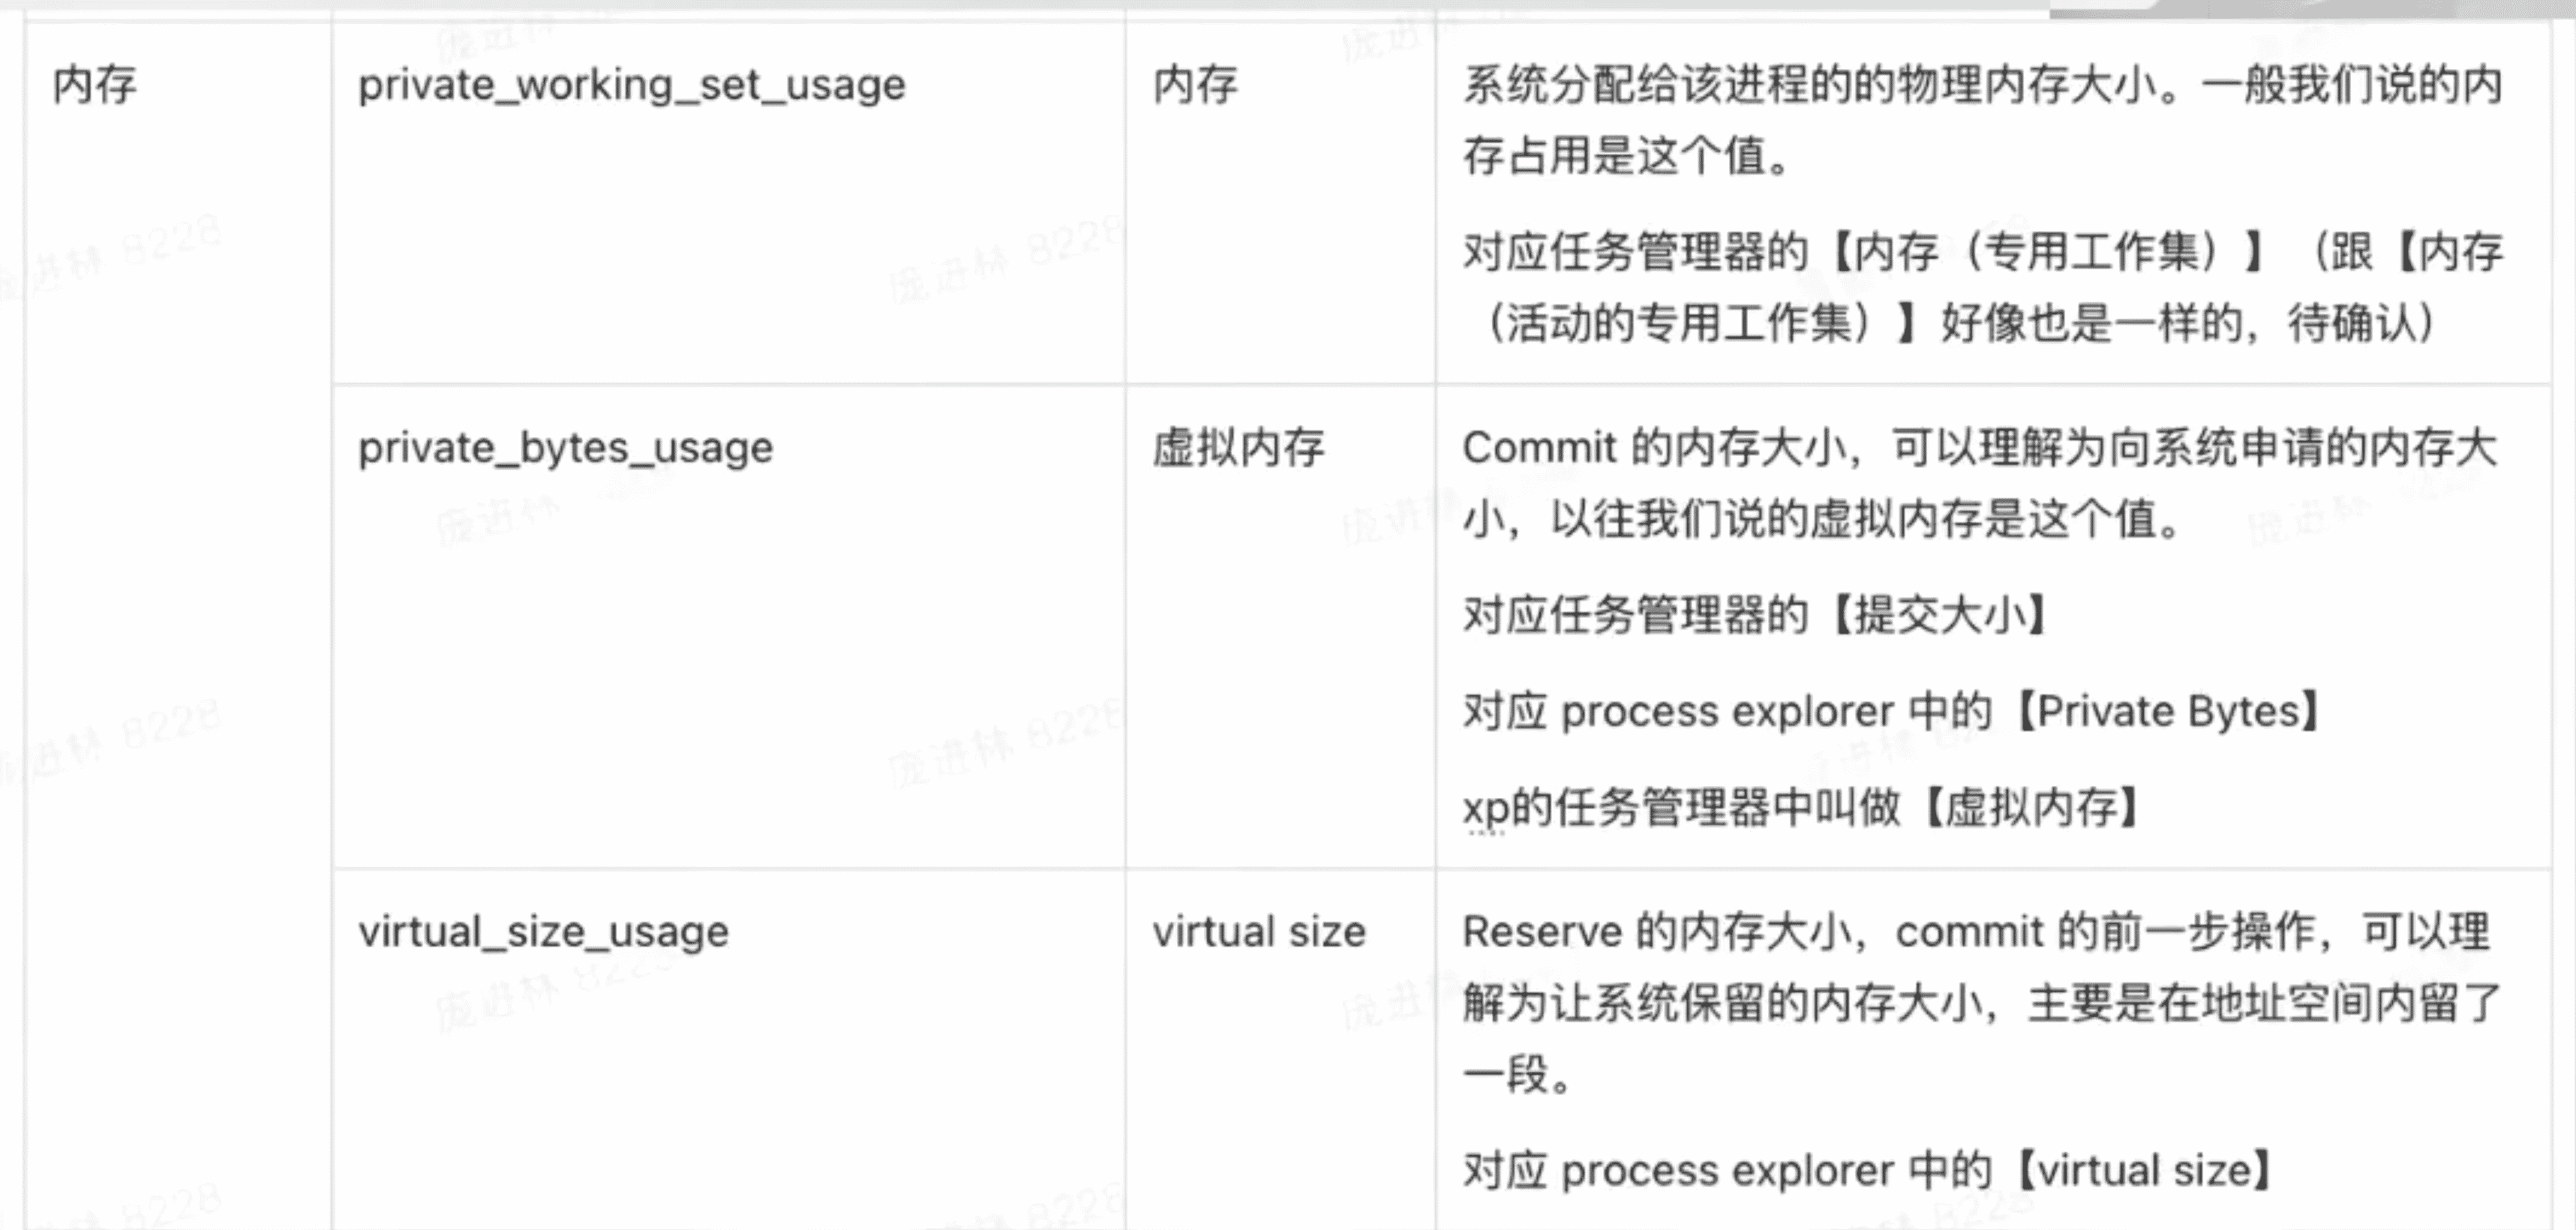 内存
private_working_set_usage
内存
系统分配给该进程的的物理内存大小。一般我们说的内
存占用是这个值。
对应任务管理器的【内存（专用工作集）】（跟【内存
（活动的专用工作集）】好像也是一样的，待确认）
private_bytes_usage
虚拟内存
Commit 的内存大小，可以理解为向系统申请的内存大
小，以往我们说的虚拟内存是这个值。
对应任务管理器的【提交大小】
对应 process explorer 中的【Private Bytes】
xp的任务管理器中叫做【虚拟内存】
virtual_size_usage
virtual size
Reserve 的内存大小，commit 的前一步操作，可以理
解为让系统保留的内存大小，主要是在地址空间内留了
一段。
对应 process explorer 中的【virtual size】
庞进林 8228